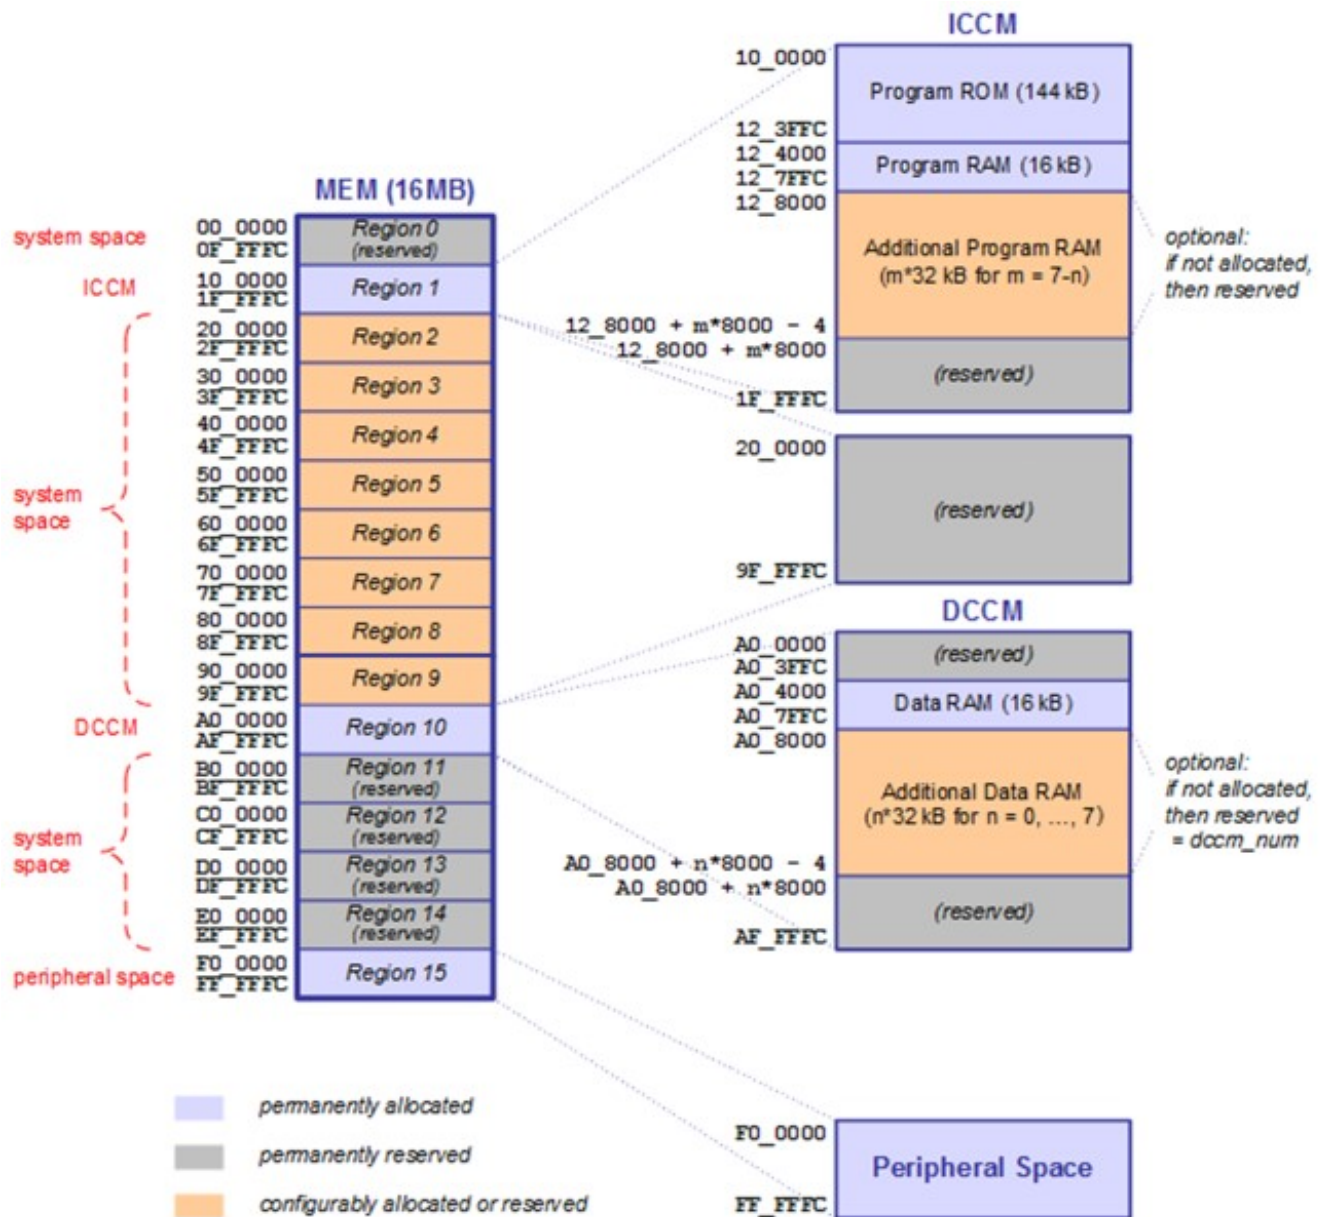 ICCM
10_0000
Program ROM (144 kB)
12_3FFC
12_4000
Program RAM (16 kB)
12_7FFC
12_8000
Additional Program RAM
(m*32 kB for m = 7-n)
optional:
if not allocated,
then reserved
12_8000 + m*8000 - 4
12_8000 + m*8000
(reserved)
1F_FFFC
20_0000
(reserved)
9F_FFFC
MEM (16MB)
system space
00_0000
0F_FFFC
Region 0
(reserved)
ICCM
10_0000
1F_FFFC
Region 1
system
space
20_0000
2F_FFFC
Region 2
30_0000
3F_FFFC
Region 3
40_0000
4F_FFFC
Region 4
50_0000
5F_FFFC
Region 5
60_0000
6F_FFFC
Region 6
70_0000
7F_FFFC
Region 7
80_0000
8F_FFFC
Region 8
90_0000
9F_FFFC
Region 9
DCCM
A0_0000
AF_FFFC
Region 10
system
space
B0_0000
BF_FFFC
Region 11
(reserved)
C0_0000
CF_FFFC
Region 12
(reserved)
D0_0000
DF_FFFC
Region 13
(reserved)
E0_0000
EF_FFFC
Region 14
(reserved)
peripheral space
F0_0000
FF_FFFC
Region 15
DCCM
A0_0000
A0_3FFC
(reserved)
A0_4000
A0_7FFC
Data RAM (16 kB)
A0_8000
Additional Data RAM
(n*32 kB for n = 0, ..., 7)
optional:
if not allocated,
then reserved
= dccm_num
A0_8000 + n*8000 - 4
A0_8000 + n*8000
(reserved)
AF_FFFC
permanently allocated
permanently reserved
configurably allocated or reserved
F0_0000
Peripheral Space
FF_FFFC